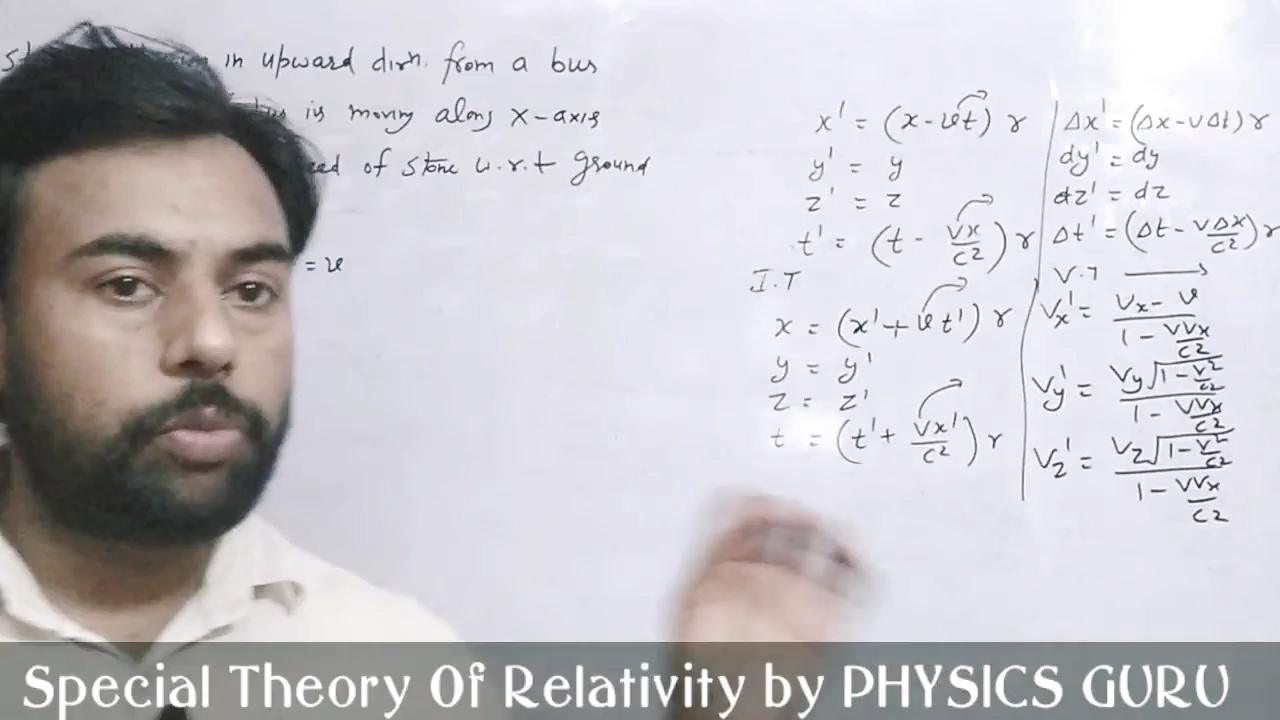 in upward dirn. from a bus
is moving along x-axis
of stone w.r.t ground
= v
x' = (x - vt) γ
y' = y
z' = z
t' = (t - vx/c2) γ
I.T
x = (x' + vt') γ
y = y'
z = z'
t = (t' + vx'/c2) γ
Δx' = (Δx - vΔt) γ
dy' = dy
dz' = dz
Δt' = (Δt - vΔx/c2) γ
V.T
Vx' = (Vx - v)/(1 - vVx/c2)
Vy' = Vy√(1 - v2/c2)/(1 - vVx/c2)
Vz' = Vz√(1 - v2/c2)/(1 - vVx/c2)
Special Theory Of Relativity by PHYSICS GURU